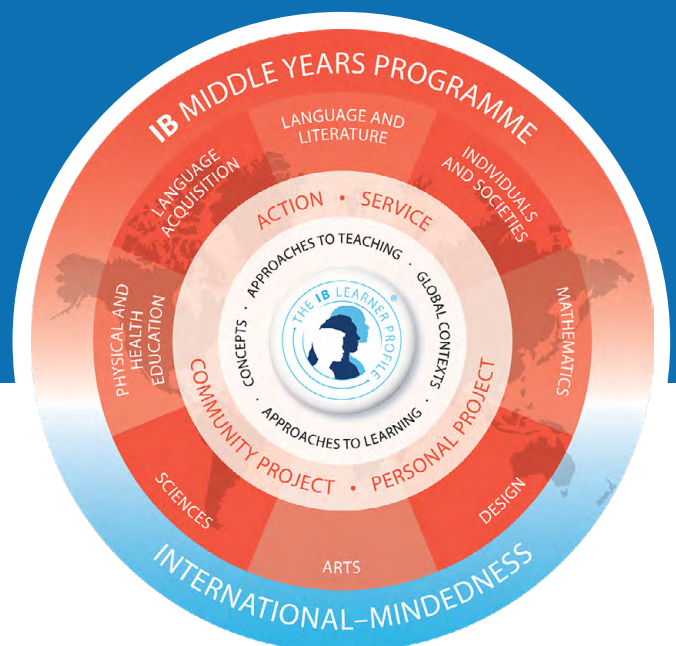 IB MIDDLE YEARS PROGRAMME
LANGUAGE AND
LITERATURE
INDIVIDUALS
AND SOCIETIES
MATHEMATICS
DESIGN
ARTS
SCIENCES
PHYSICAL AND
HEALTH
EDUCATION
LANGUAGE
ACQUISITION
ACTION • SERVICE
PERSONAL PROJECT
COMMUNITY PROJECT •
APPROACHES TO TEACHING ·
GLOBAL CONTEXTS ·
APPROACHES TO LEARNING ·
CONCEPTS ·
THE IB LEARNER PROFILE ®
INTERNATIONAL–MINDEDNESS